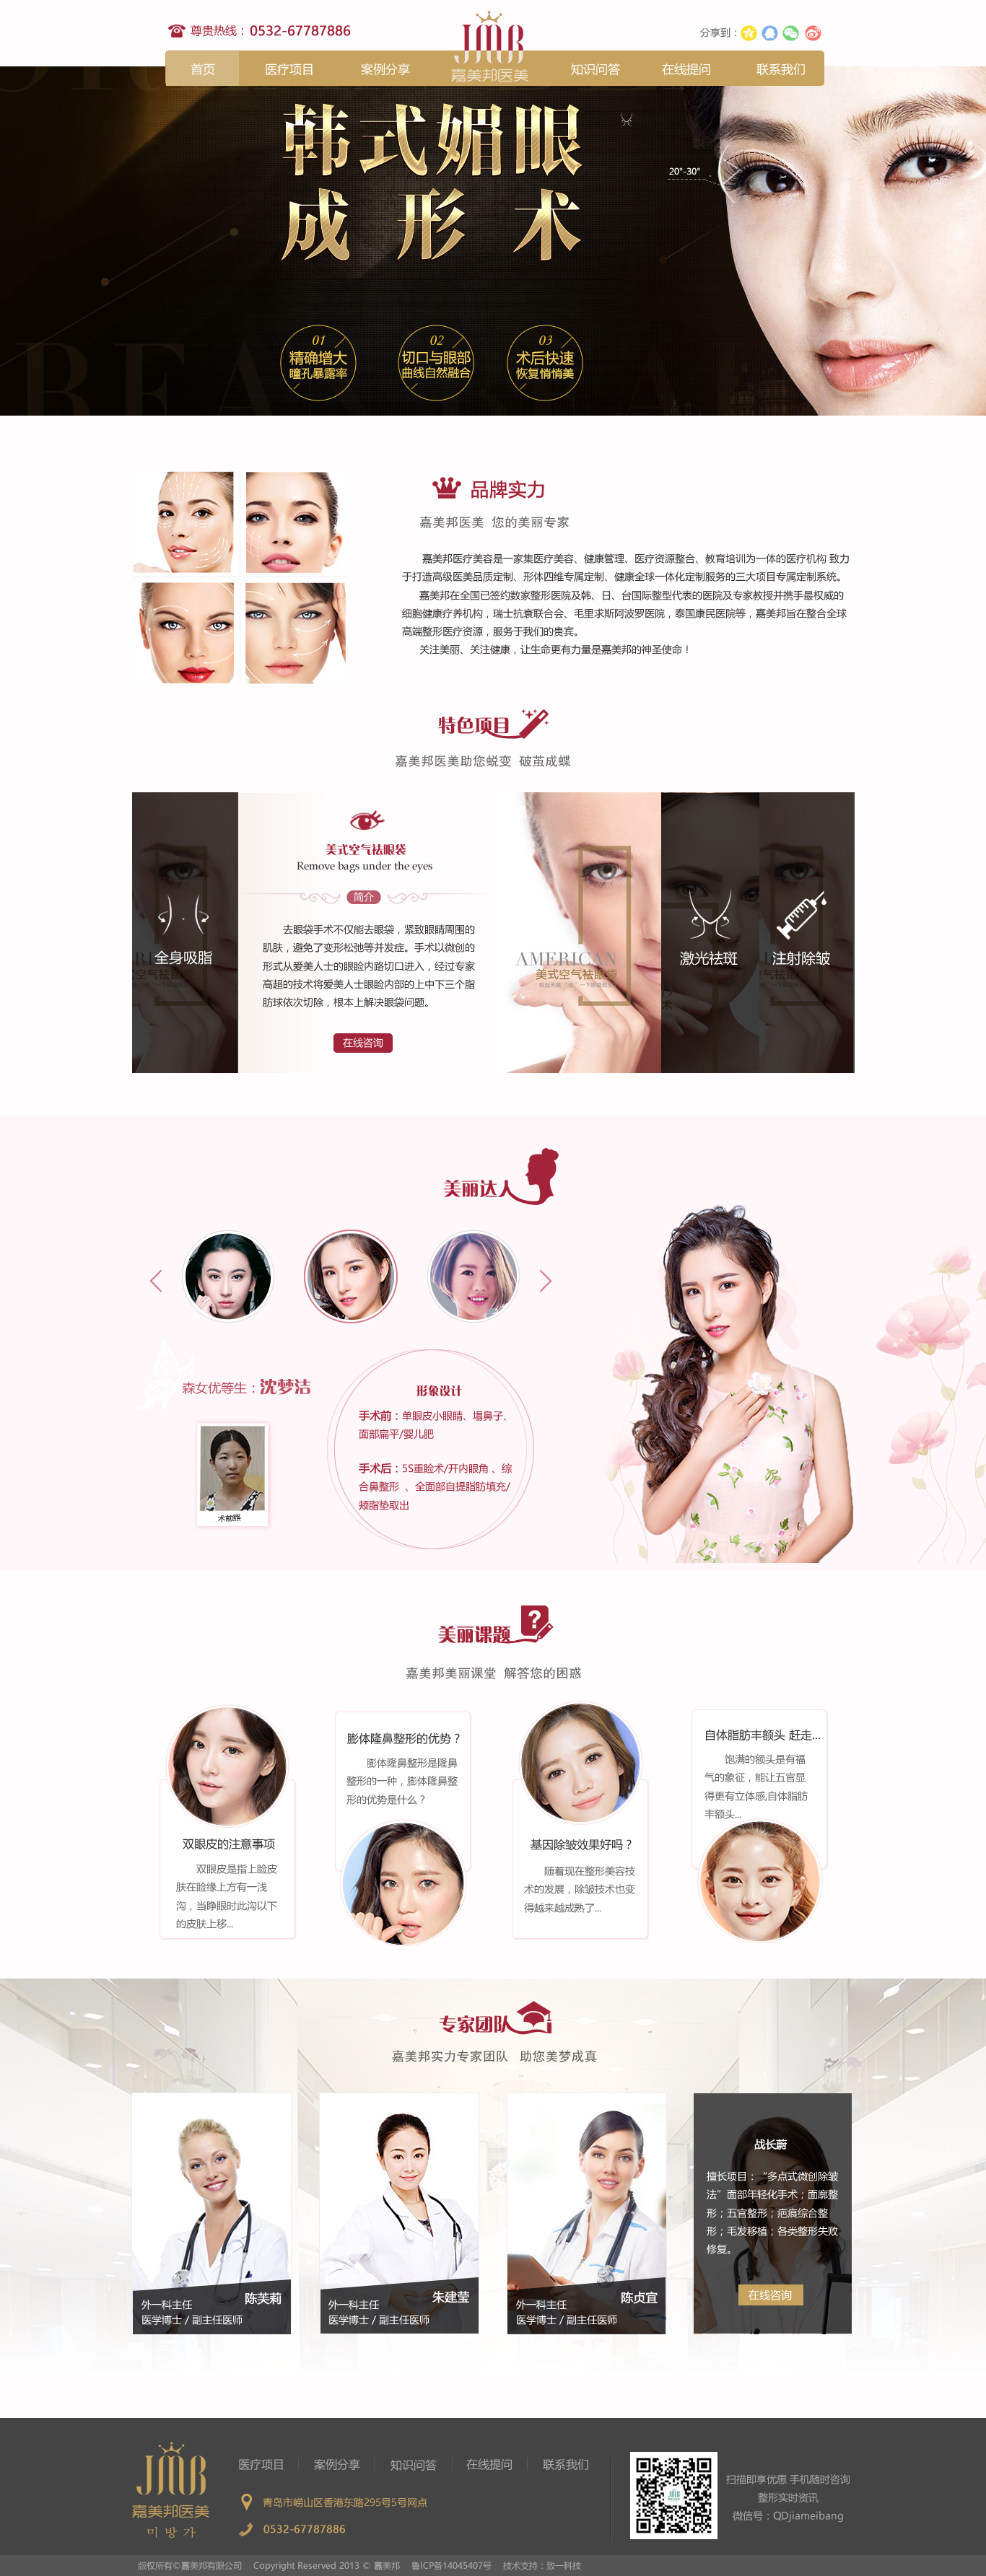 尊贵热线：0532-67787886
分享到：
JMB
嘉美邦医美
首页 医疗项目 案例分享 知识问答 在线提问 联系我们
韩式媚眼
成形术
20°-30°
01
精确增大
瞳孔暴露率
02
切口与眼部
曲线自然融合
03
术后快速
恢复悄悄美
品牌实力
嘉美邦医美 您的美丽专家
嘉美邦医疗美容是一家集医疗美容、健康管理、医疗资源整合、教育培训为一体的医疗机构 致力
于打造高级医美品质定制、形体四维专属定制、健康全球一体化定制服务的三大项目专属定制系统。
嘉美邦在全国已签约数家整形医院及韩、日、台国际整型代表的医院及专家教授并携手最权威的
细胞健康疗养机构，瑞士抗衰联合会、毛里求斯阿波罗医院，泰国康民医院等，嘉美邦旨在整合全球
高端整形医疗资源，服务于我们的贵宾。
关注美丽、关注健康，让生命更有力量是嘉美邦的神圣使命！
特色项目
嘉美邦医美助您蜕变 破茧成蝶
全身吸脂
美式空气祛眼袋
Remove bags under the eyes
简介
去眼袋手术不仅能去眼袋，紧致眼睛周围的
肌肤，避免了变形松弛等并发症。手术以微创的
形式从爱美人士的眼睑内路切口进入，经过专家
高超的技术将爱美人士眼睑内部的上中下三个脂
肪球依次切除，根本上解决眼袋问题。
在线咨询
AMERICAN
美式空气祛眼袋
激光祛斑
注射除皱
美丽达人
森女优等生：沈梦洁
术前照
形象设计
手术前：单眼皮小眼睛、塌鼻子、
面部扁平/婴儿肥
手术后：5S重睑术/开内眼角 、综
合鼻整形 、全面部自提脂肪填充/
颊脂垫取出
美丽课题
嘉美邦美丽课堂 解答您的困惑
双眼皮的注意事项
双眼皮是指上睑皮
肤在睑缘上方有一浅
沟，当睁眼时此沟以下
的皮肤上移...
膨体隆鼻整形的优势？
膨体隆鼻整形是隆鼻
整形的一种，膨体隆鼻整
形的优势是什么？
基因除皱效果好吗？
随着现在整形美容技
术的发展，除皱技术也变
得越来越成熟了...
自体脂肪丰额头 赶走...
饱满的额头是有福
气的象征，能让五官显
得更有立体感,自体脂肪
丰额头...
专家团队
嘉美邦实力专家团队 助您美梦成真
陈芙莉
外一科主任
医学博士 / 副主任医师
朱建莹
外一科主任
医学博士 / 副主任医师
陈贞宣
外一科主任
医学博士 / 副主任医师
战长蔚
擅长项目：“多点式微创除皱
法”面部年轻化手术；面廓整
形；五官整形；疤痕综合整
形；毛发移植；各类整形失败
修复。
在线咨询
JMB
嘉美邦医美
미 방 가
医疗项目 案例分享 知识问答 在线提问 联系我们
青岛市崂山区香港东路295号5号网点
0532-67787886
扫描即享优惠 手机随时咨询
整形实时资讯
微信号：QDjiameibang
版权所有©嘉美邦有限公司 Copyright Reserved 2013 © 嘉美邦 鲁ICP备14045407号 技术支持：致一科技